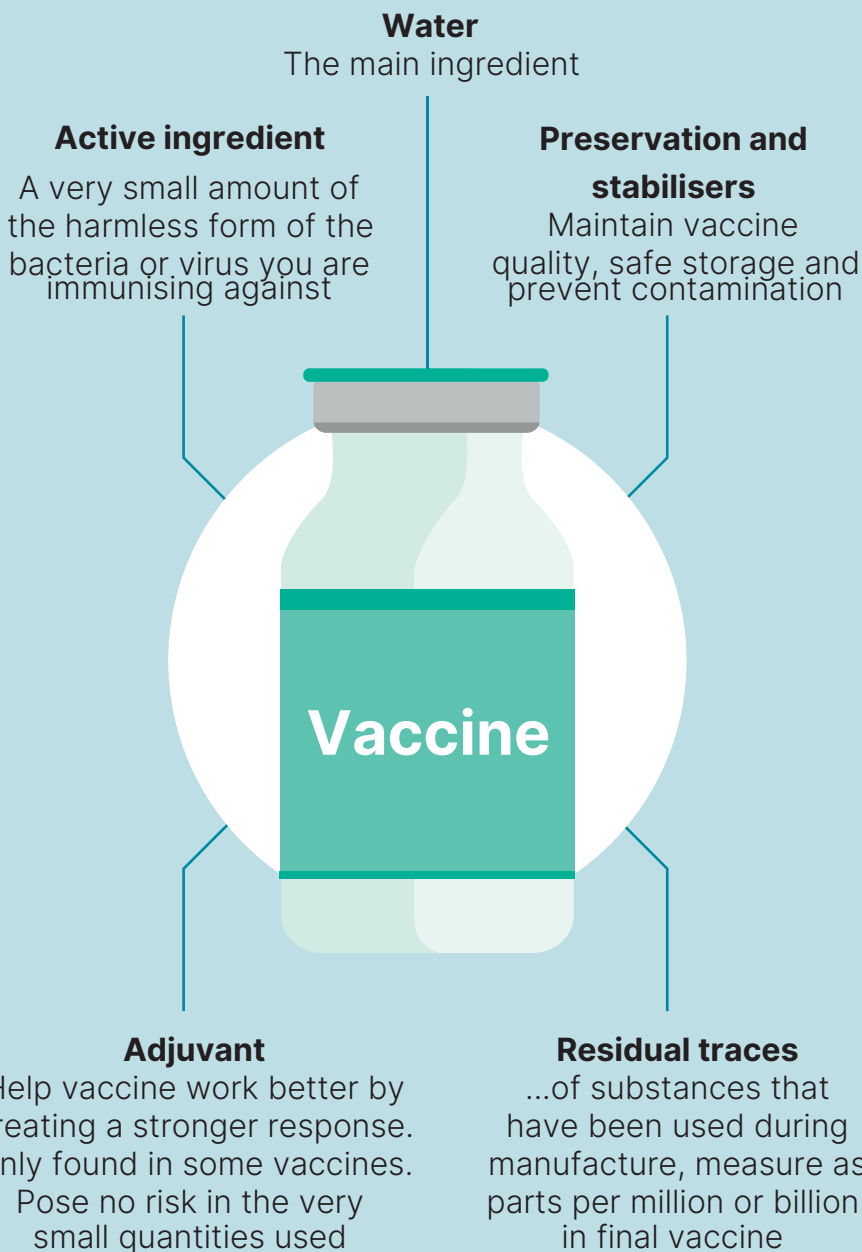 Water
The main ingredient
Active ingredient
A very small amount of
the harmless form of the
bacteria or virus you are
immunising against
Preservation and
stabilisers
Maintain vaccine
quality, safe storage and
prevent contamination
Vaccine
Adjuvant
Help vaccine work better by
reating a stronger response.
nly found in some vaccines.
Pose no risk in the very
small quantities used
Residual traces
...of substances that
have been used during
manufacture, measure as
parts per million or billion
in final vaccine